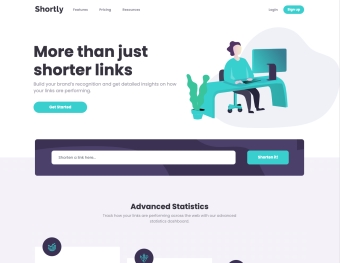 Shortly
Features
Pricing
Resources
Login
Sign up
More than just
shorter links
Build your brand's recognition and get detailed insights on how
your links are performing.
Get Started
Shorten a link here...
Shorten it!
Advanced Statistics
Track how your links are performing across the web with our advanced
statistics dashboard.